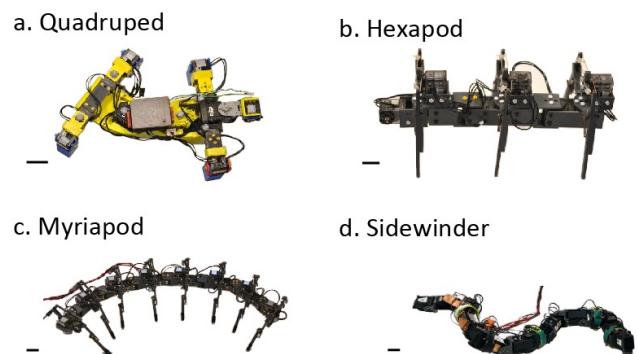 a. Quadruped
b. Hexapod
c. Myriapod
d. Sidewinder